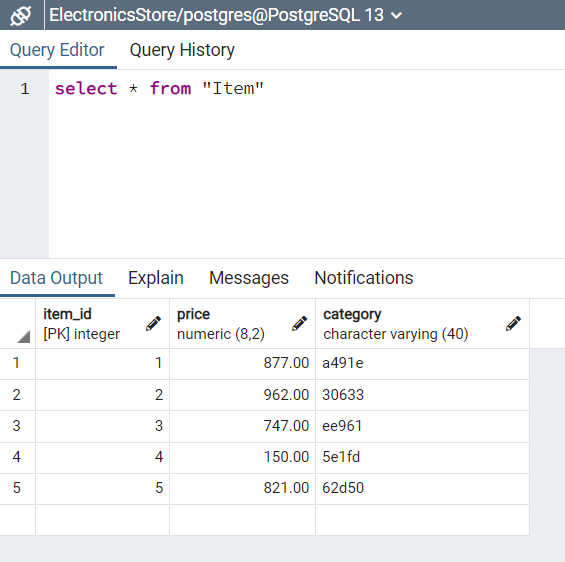 ElectronicsStore/postgres@PostgreSQL 13
Query Editor Query History
1 select * from "Item"
Data Output Explain Messages Notifications
item_id price category
[PK] integer numeric (8,2) character varying (40)
1 1 877.00 a491e
2 2 962.00 30633
3 3 747.00 ee961
4 4 150.00 5e1fd
5 5 821.00 62d50